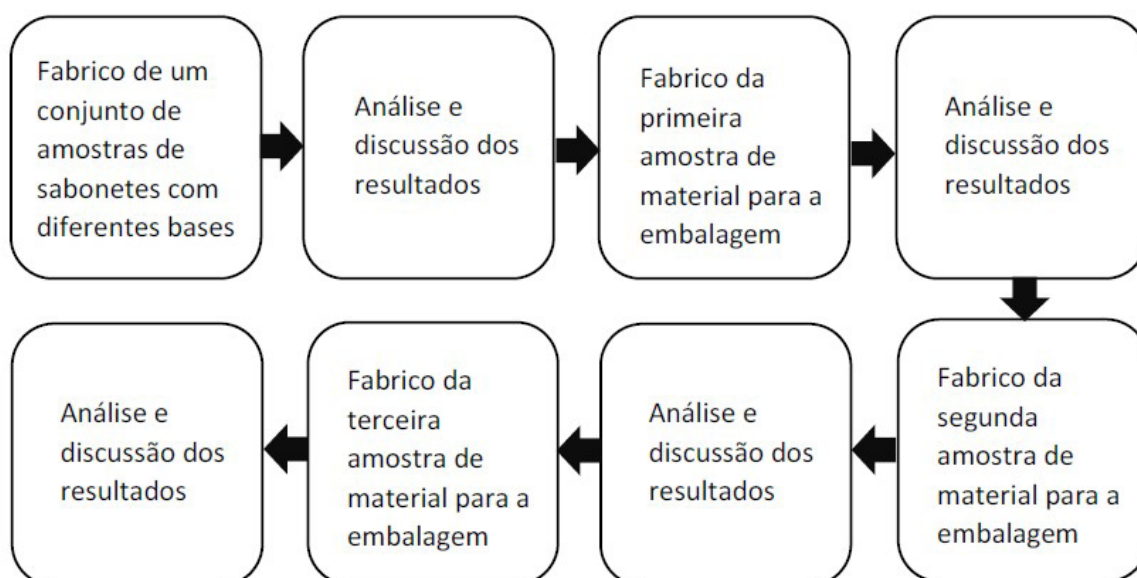 Fabrico de um
conjunto de
amostras de
sabonetes com
diferentes bases
Análise e
discussão dos
resultados
Fabrico da
primeira
amostra de
material para a
embalagem
Análise e
discussão dos
resultados
Fabrico da
segunda
amostra de
material para a
embalagem
Análise e
discussão dos
resultados
Fabrico da
terceira
amostra de
material para a
embalagem
Análise e
discussão dos
resultados